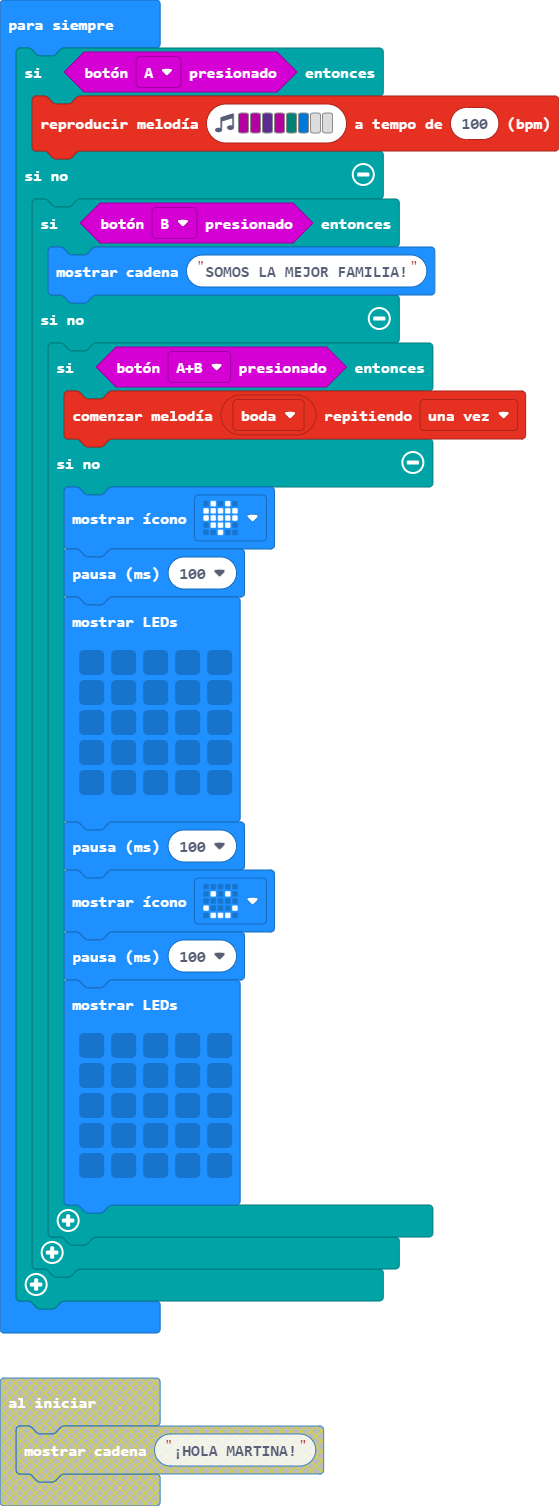 para siempre
si botón A presionado entonces
reproducir melodía a tempo de 100 (bpm)
si no
si botón B presionado entonces
mostrar cadena "SOMOS LA MEJOR FAMILIA!"
si no
si botón A+B presionado entonces
comenzar melodía boda repitiendo una vez
si no
mostrar ícono
pausa (ms) 100
mostrar LEDs
pausa (ms) 100
mostrar ícono
pausa (ms) 100
mostrar LEDs
al iniciar
mostrar cadena "¡HOLA MARTINA!"